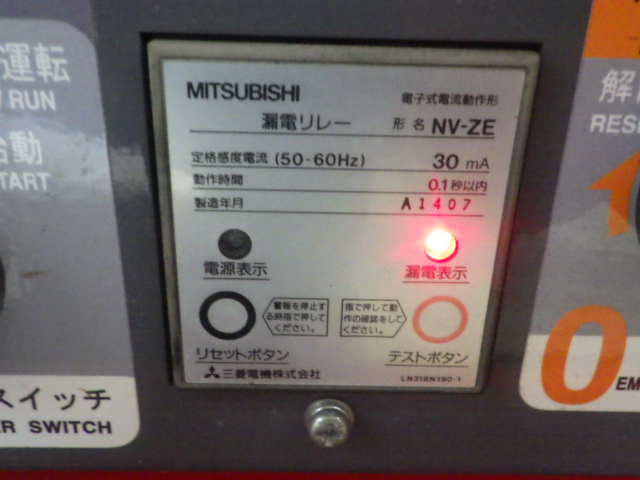 運転
RUN
始動
START
MITSUBISHI
電子式電流動作形
漏電リレー 形名 NV-ZE
定格感度電流 (50-60Hz) 30 mA
動作時間 0.1秒以内
製造年月 A1407
電源表示 漏電表示
警報を停止す
る時指で押して
ください。
指で押して動
作の確認をして
ください。
リセットボタン テストボタン
三菱電機株式会社 LN318N190-1
スイッチ
ER SWITCH
解
RES
0
EM